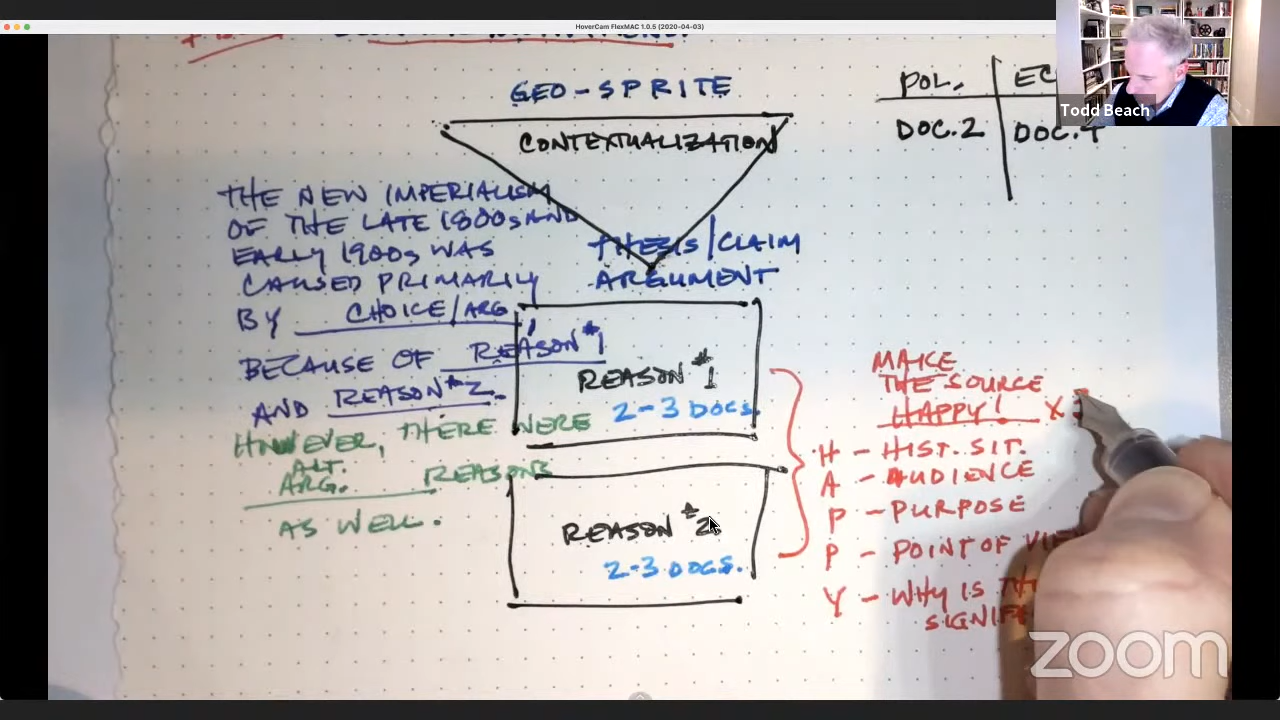 HoverCam FlexMAC 1.0.5 (2020-04-03)
GEO-SPRITE
CONTEXTUALIZATION
THESIS/CLAIM
ARGUMENT
POL.
DOC.2 DOC.4
Todd Beach
THE NEW IMPERIALISM
OF THE LATE 1800s AND
EARLY 1900s WAS
CAUSED PRIMARILY
BY CHOICE/ARG,
BECAUSE OF REASON #1
AND REASON #2.
HOWEVER, THERE WERE
ALT.
ARG. REASONS
AS WELL.
REASON #1
2-3 DOCS.
REASON #2
2-3 DOCS.
MAKE
THE SOURCE
HAPPY! X
H - HIST. SIT.
A - AUDIENCE
P - PURPOSE
P - POINT OF
Y - WHY IS
zoom